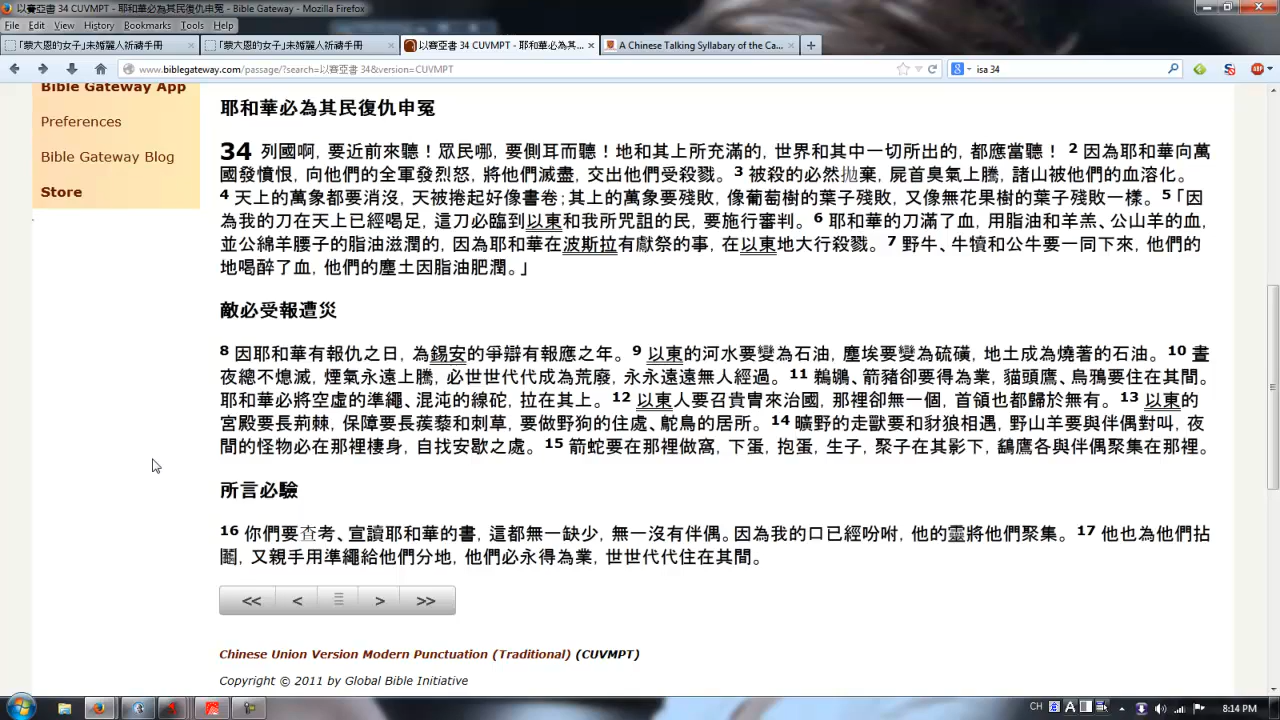 以賽亞書 34 CUVMPT - 耶和華必為其民復仇申冤 - Bible Gateway - Mozilla Firefox
File Edit View History Bookmarks Tools Help
「蒙大恩的女子」未婚麗人祈禱手冊 「蒙大恩的女子」未婚麗人祈禱手冊 以賽亞書 34 CUVMPT - 耶和華必為其... A Chinese Talking Syllabary of the Ca...
www.biblegateway.com/passage/?search=以賽亞書 34&version=CUVMPT isa 34
Bible Gateway App
Preferences
Bible Gateway Blog
Store
耶和華必為其民復仇申冤
34 列國啊,要近前來聽!眾民哪,要側耳而聽!地和其上所充滿的,世界和其中一切所出的,都應當聽! 2 因為耶和華向萬
國發憤恨,向他們的全軍發烈怒,將他們滅盡,交出他們受殺戮。 3 被殺的必然拋棄,屍首臭氣上騰,諸山被他們的血溶化。
4 天上的萬象都要消沒,天被捲起好像書卷;其上的萬象要殘敗,像葡萄樹的葉子殘敗,又像無花果樹的葉子殘敗一樣。 5「因
為我的刀在天上已經喝足,這刀必臨到以東和我所咒詛的民,要施行審判。 6 耶和華的刀滿了血,用脂油和羊羔、公山羊的血,
並公綿羊腰子的脂油滋潤的,因為耶和華在波斯拉有獻祭的事,在以東地大行殺戮。 7 野牛、牛犢和公牛要一同下來,他們的
地喝醉了血,他們的塵土因脂油肥潤。」
敵必受報遭災
8 因耶和華有報仇之日,為錫安的爭辯有報應之年。 9 以東的河水要變為石油,塵埃要變為硫磺,地土成為燒著的石油。 10 晝
夜總不熄滅,煙氣永遠上騰,必世世代代成為荒廢,永永遠遠無人經過。 11 鵜鶘、箭豬卻要得為業,貓頭鷹、烏鴉要住在其間。
耶和華必將空虛的準繩、混沌的線砣,拉在其上。 12 以東人要召貴胄來治國,那裡卻無一個,首領也都歸於無有。 13 以東的
宮殿要長荊棘,保障要長蒺藜和刺草,要做野狗的住處、鴕鳥的居所。 14 曠野的走獸要和豺狼相遇,野山羊要與伴偶對叫,夜
間的怪物必在那裡棲身,自找安歇之處。 15 箭蛇要在那裡做窩,下蛋,抱蛋,生子,聚子在其影下,鷂鷹各與伴偶聚集在那裡。
所言必驗
16 你們要查考、宣讀耶和華的書,這都無一缺少,無一沒有伴偶。因為我的口已經吩咐,他的靈將他們聚集。 17 他也為他們拈
鬮,又親手用準繩給他們分地,他們必永得為業,世世代代住在其間。
<< < > >>
Chinese Union Version Modern Punctuation (Traditional) (CUVMPT)
Copyright © 2011 by Global Bible Initiative
CH 8:14 PM